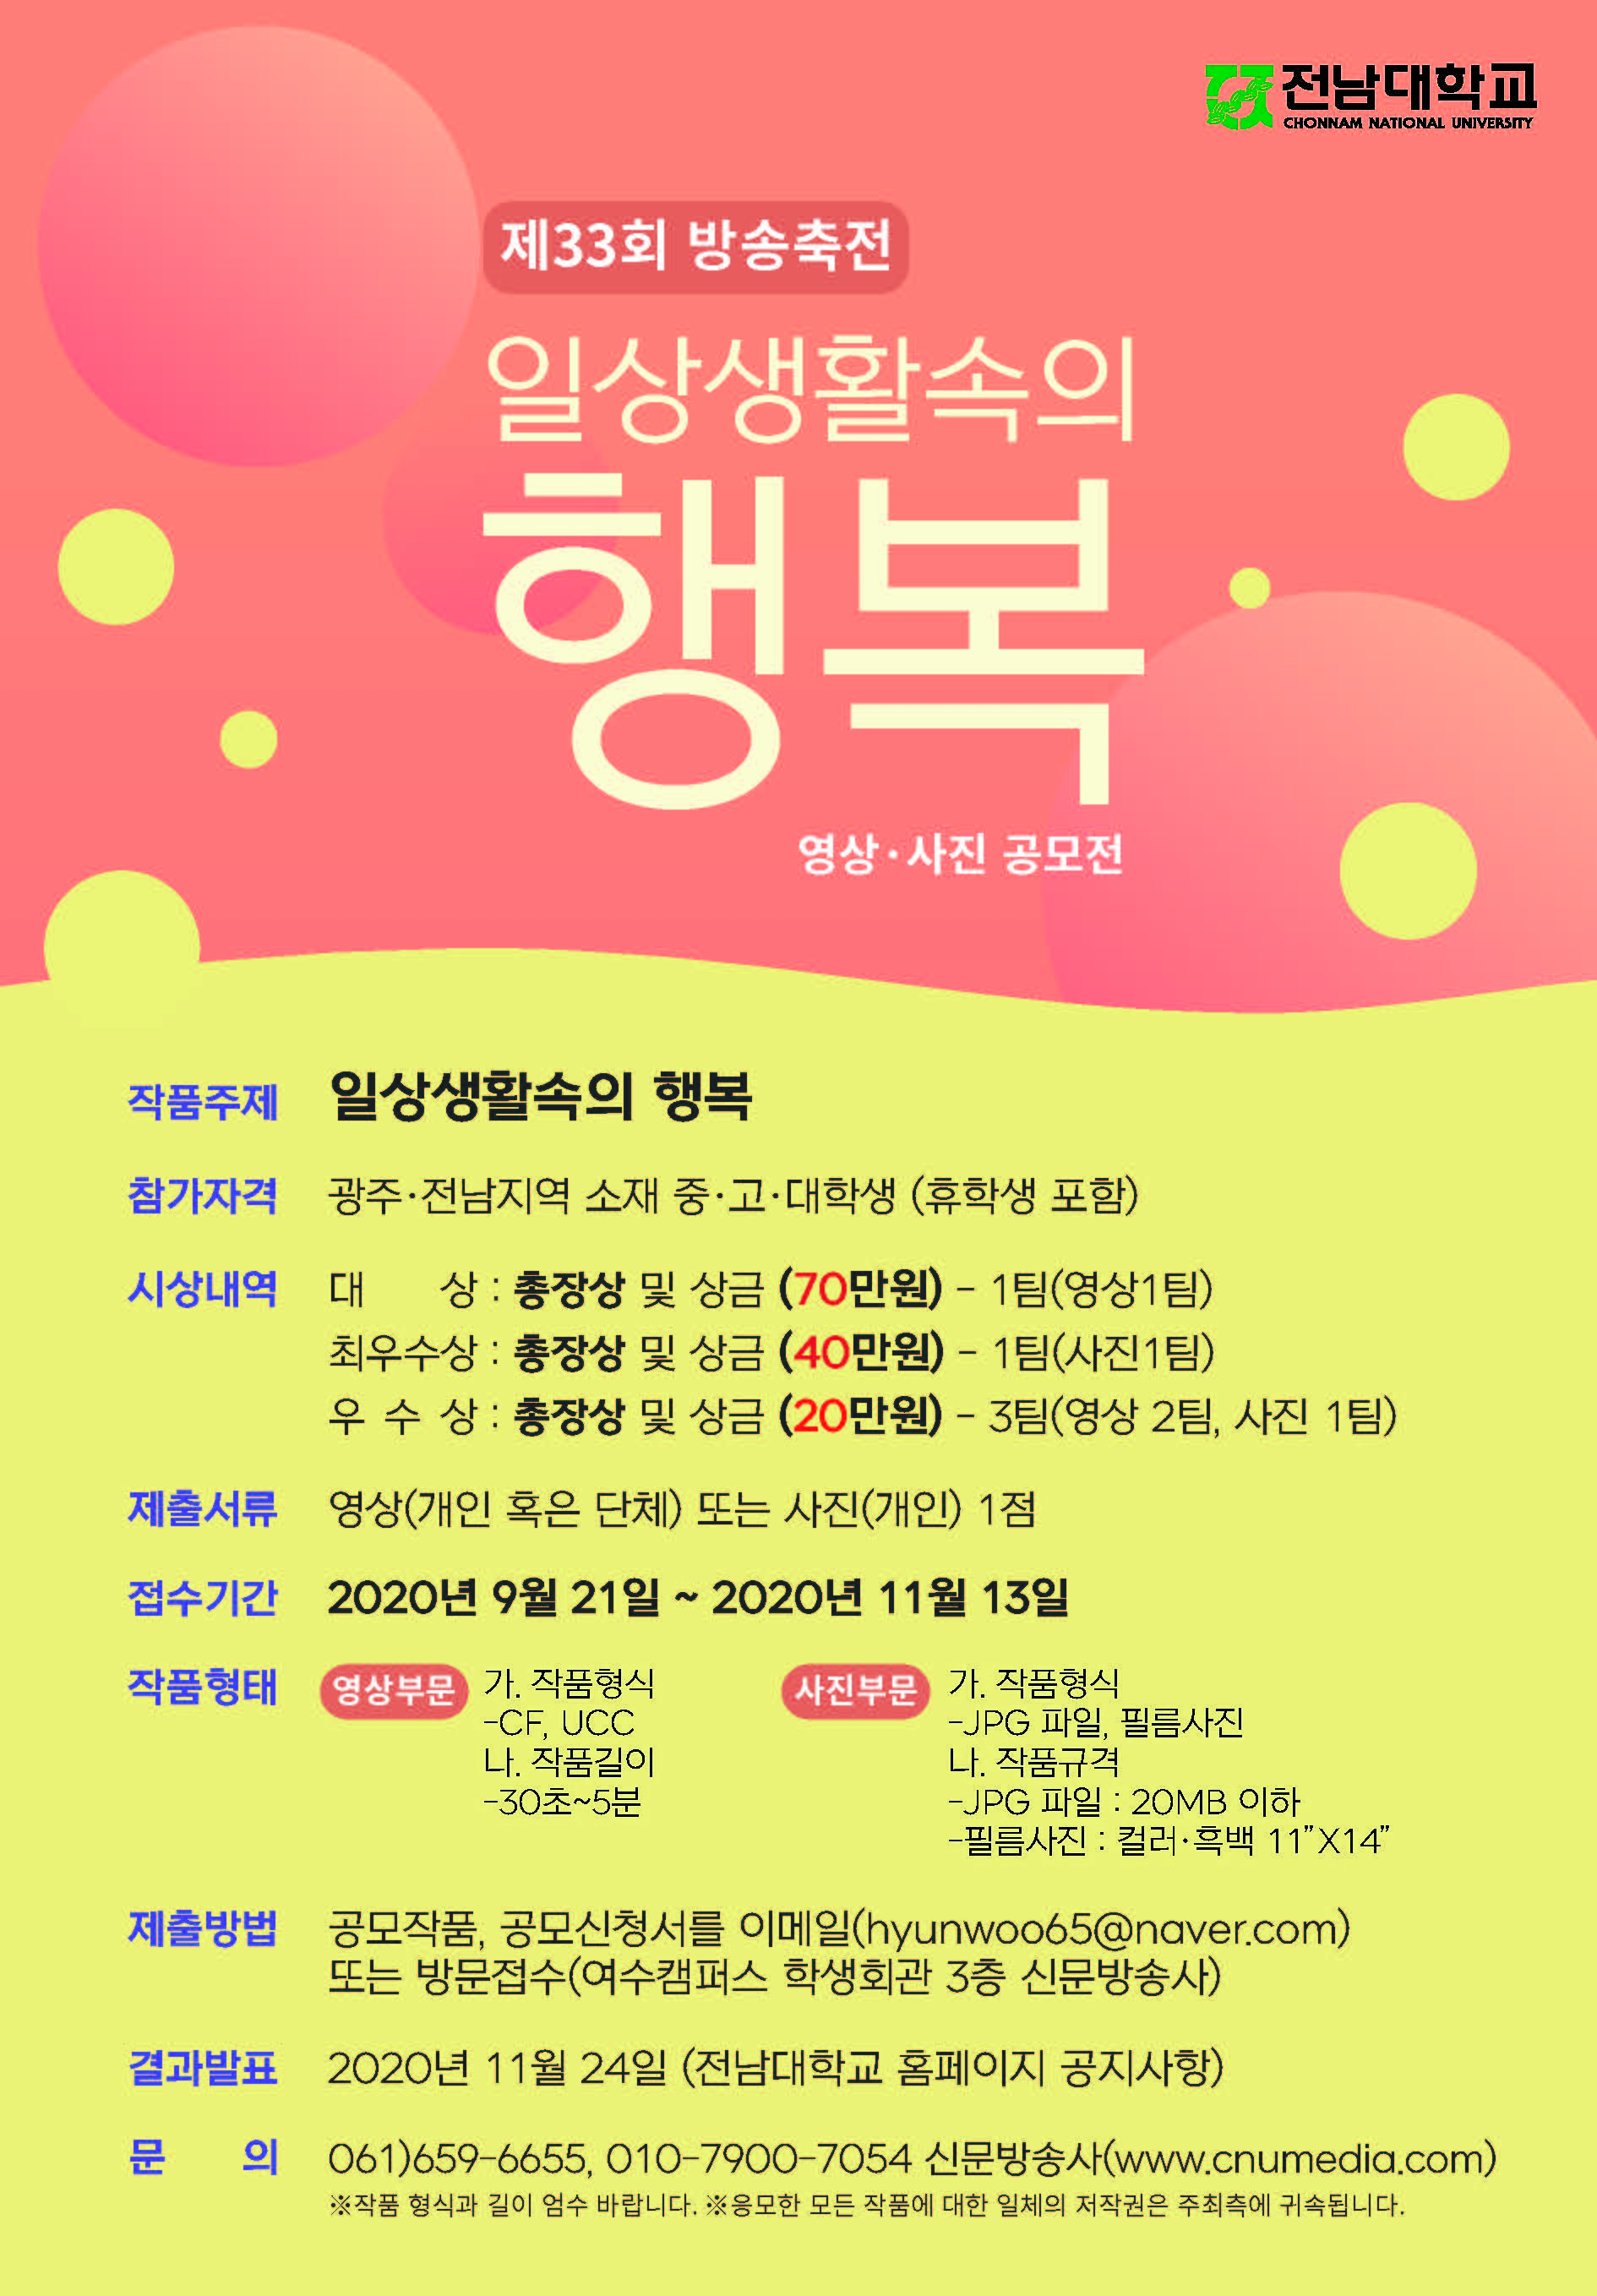 전남대학교
CHONNAM NATIONAL UNIVERSITY
제33회 방송축전
일상생활속의
행복
영상·사진 공모전
작품주제 일상생활속의 행복
참가자격 광주·전남지역 소재 중·고·대학생 (휴학생 포함)
시상내역 대 상 : 총장상 및 상금 (70만원) - 1팀(영상1팀)
최우수상 : 총장상 및 상금 (40만원) - 1팀(사진1팀)
우 수 상 : 총장상 및 상금 (20만원) - 3팀(영상 2팀, 사진 1팀)
제출서류 영상(개인 혹은 단체) 또는 사진(개인) 1점
접수기간 2020년 9월 21일 ~ 2020년 11월 13일
작품형태
영상부문 가. 작품형식
-CF, UCC
나. 작품길이
-30초~5분
사진부문 가. 작품형식
-JPG 파일, 필름사진
나. 작품규격
-JPG 파일 : 20MB 이하
-필름사진 : 컬러·흑백 11”X14”
제출방법 공모작품, 공모신청서를 이메일(hyunwoo65@naver.com)
또는 방문접수(여수캠퍼스 학생회관 3층 신문방송사)
결과발표 2020년 11월 24일 (전남대학교 홈페이지 공지사항)
문 의 061)659-6655, 010-7900-7054 신문방송사(www.cnumedia.com)
※작품 형식과 길이 엄수 바랍니다. ※응모한 모든 작품에 대한 일체의 저작권은 주최측에 귀속됩니다.